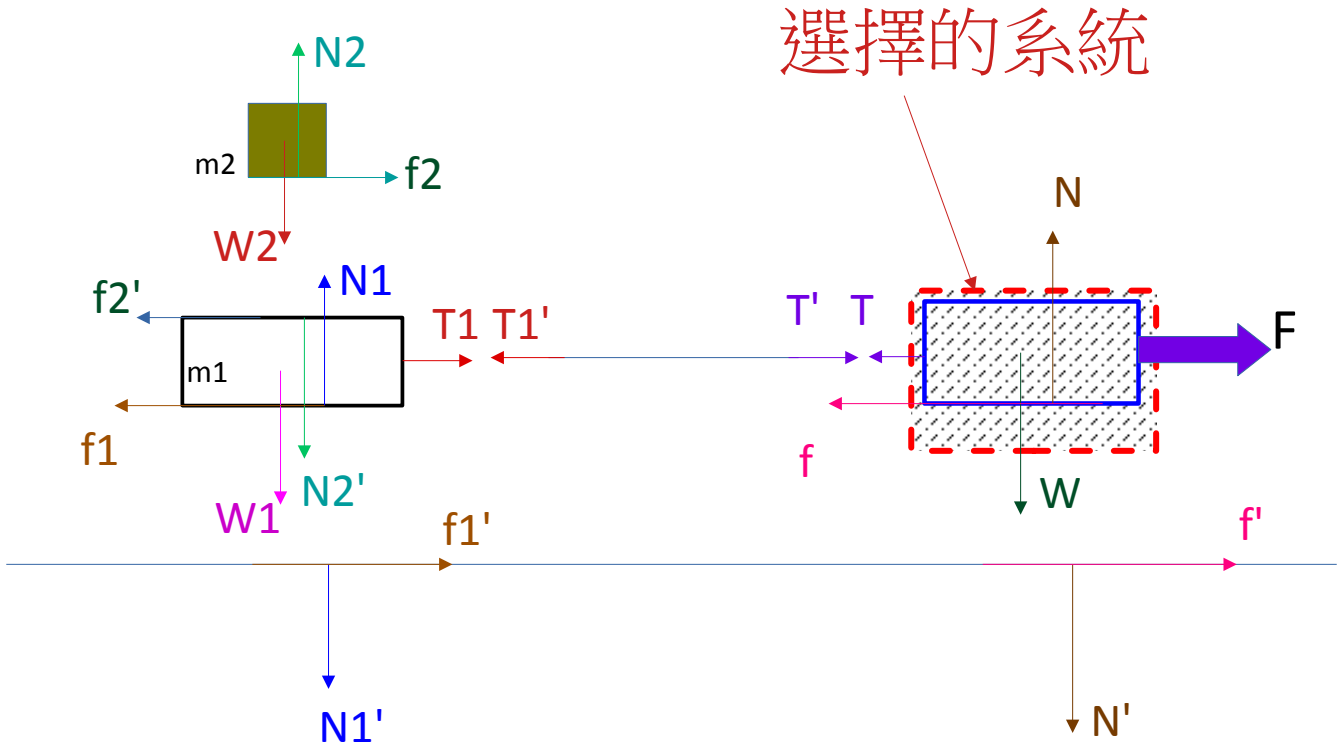 選擇的系統
N2
m2
f2
W2
N
f2'
N1
T1 T1'
T' T
F
m1
f1
f
N2'
W1
W
f1'
f'
N1'
N'